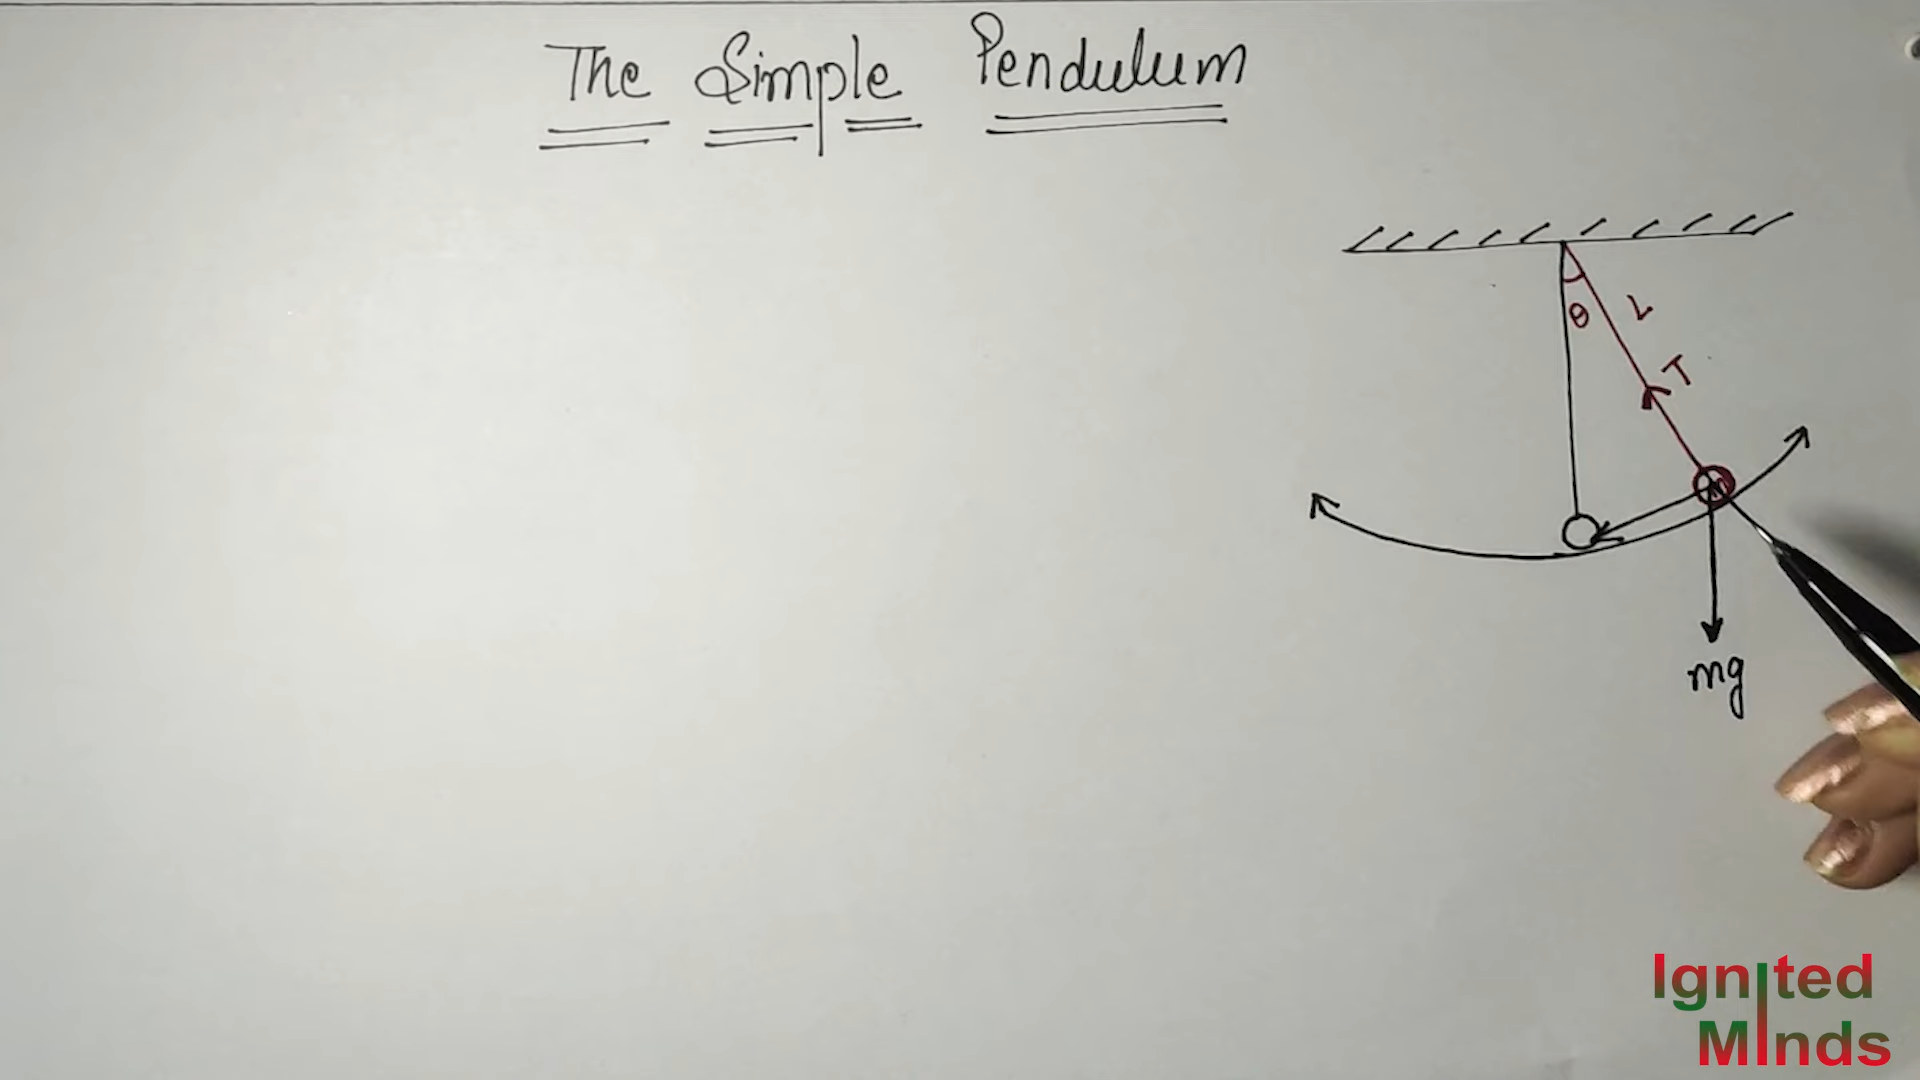 The Simple Pendulum
θ
L
T
m
mg
Ignited
Minds